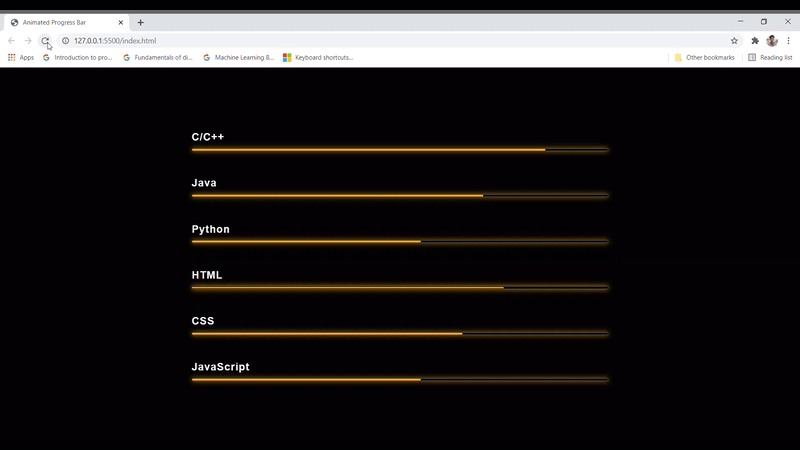 Animated Progress Bar
127.0.0.1:5500/index.html
Apps Introduction to pro... Fundamentals of di... Machine Learning B... Keyboard shortcuts... Other bookmarks Reading list
C/C++
Java
Python
HTML
CSS
JavaScript